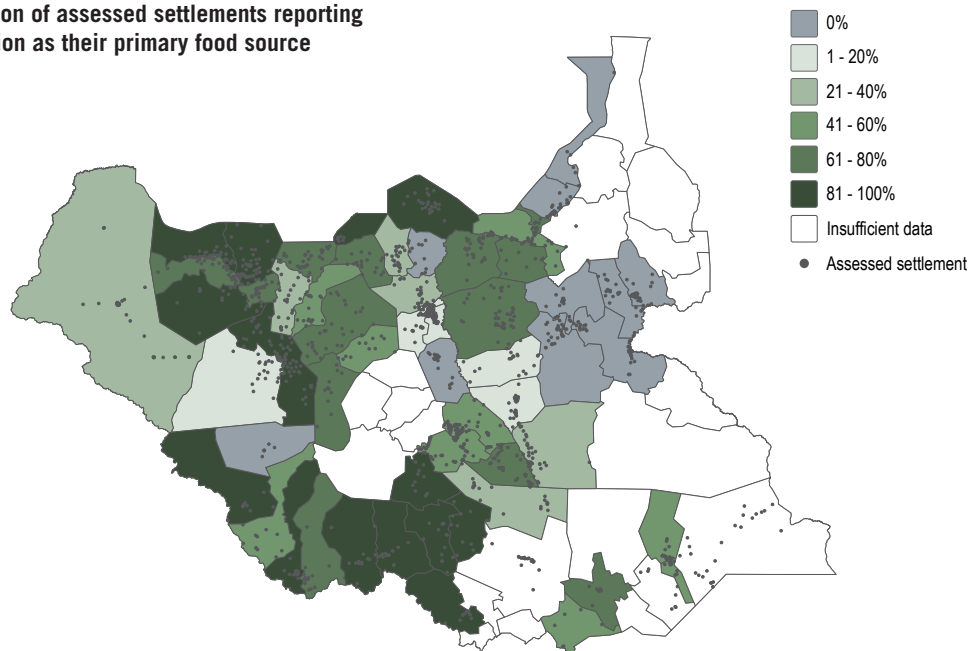 on of assessed settlements reporting
ion as their primary food source
0%
1 - 20%
21 - 40%
41 - 60%
61 - 80%
81 - 100%
Insufficient data
Assessed settlement